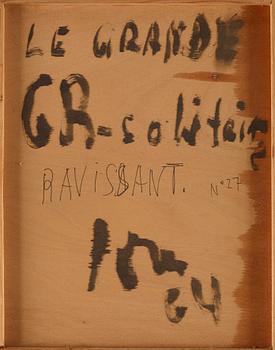 LE GRANDE
GR-solitaire
RAVISSANT. N°27
64